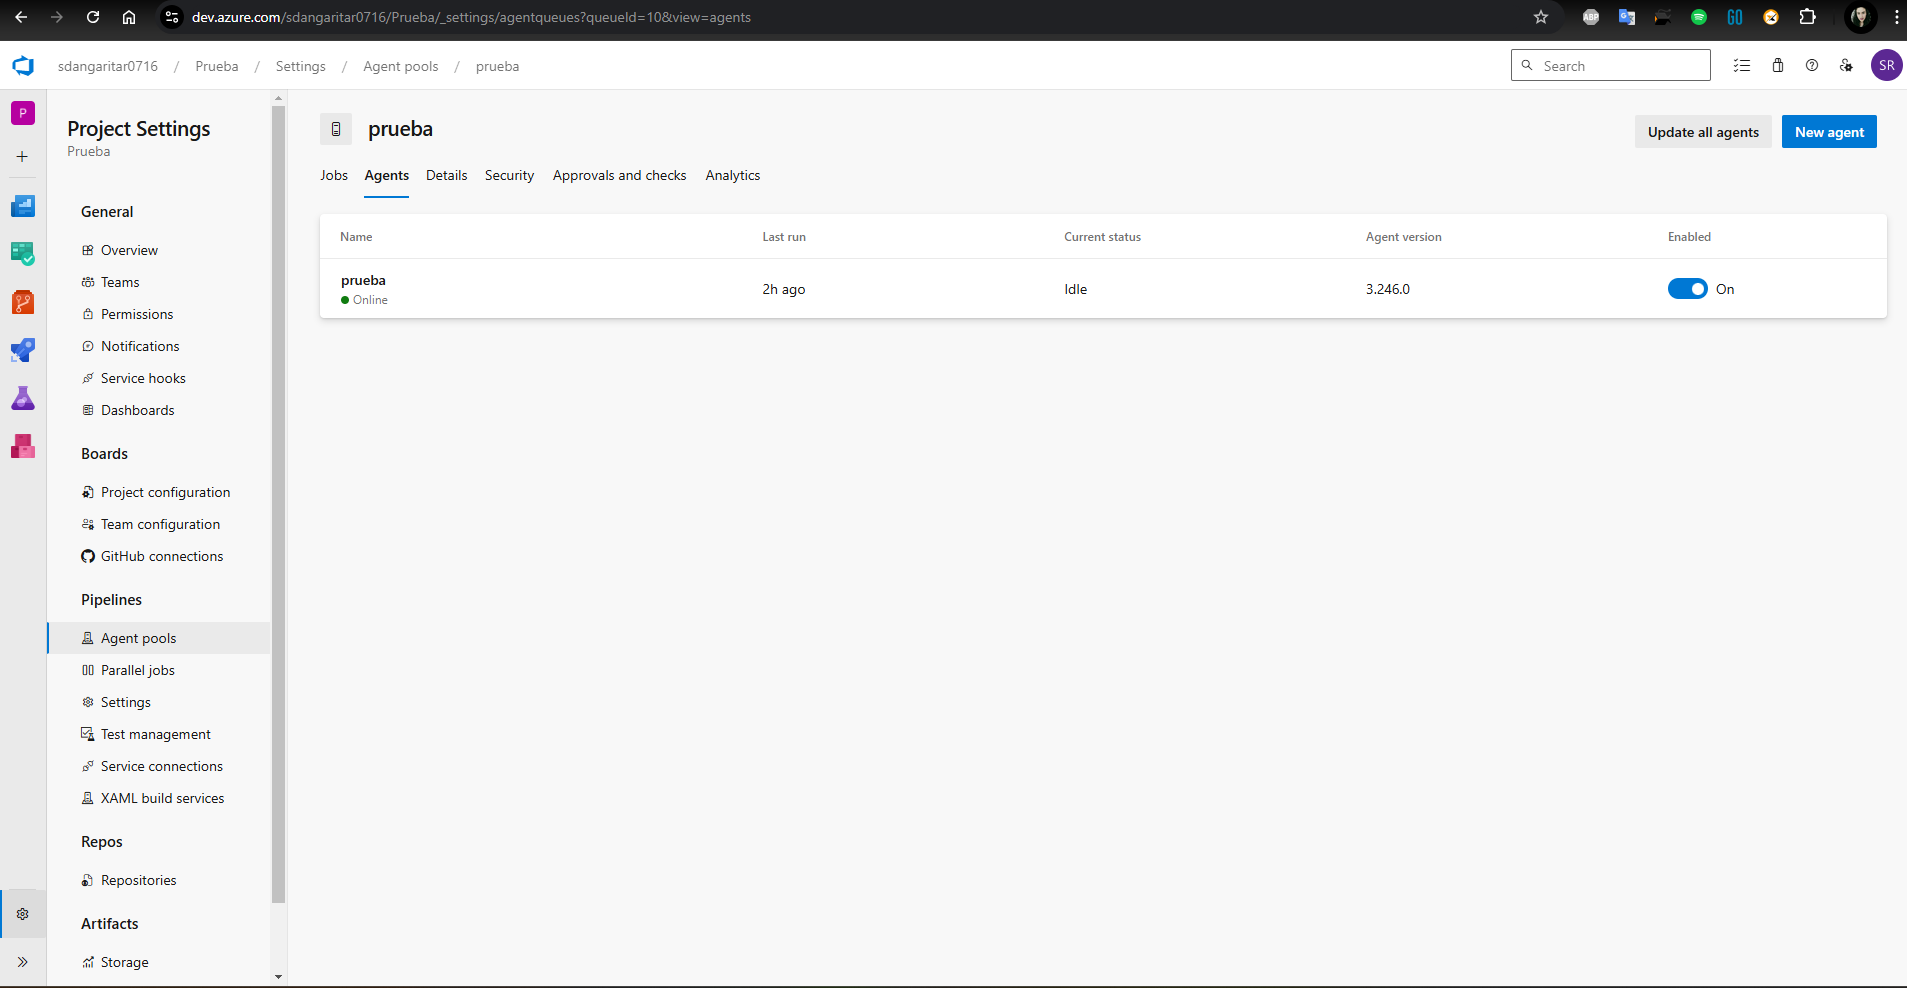 dev.azure.com/sdangaritar0716/Prueba/_settings/agentqueues?queueId=10&view=agents
ABP
GO
sdangaritar0716 / Prueba / Settings / Agent pools / prueba
Search
SR
P
Project Settings
Prueba
General
Overview
Teams
Permissions
Notifications
Service hooks
Dashboards
Boards
Project configuration
Team configuration
GitHub connections
Pipelines
Agent pools
Parallel jobs
Settings
Test management
Service connections
XAML build services
Repos
Repositories
Artifacts
Storage
prueba
Update all agents
New agent
Jobs Agents Details Security Approvals and checks Analytics
Name Last run Current status Agent version Enabled
prueba
Online
2h ago Idle 3.246.0 On